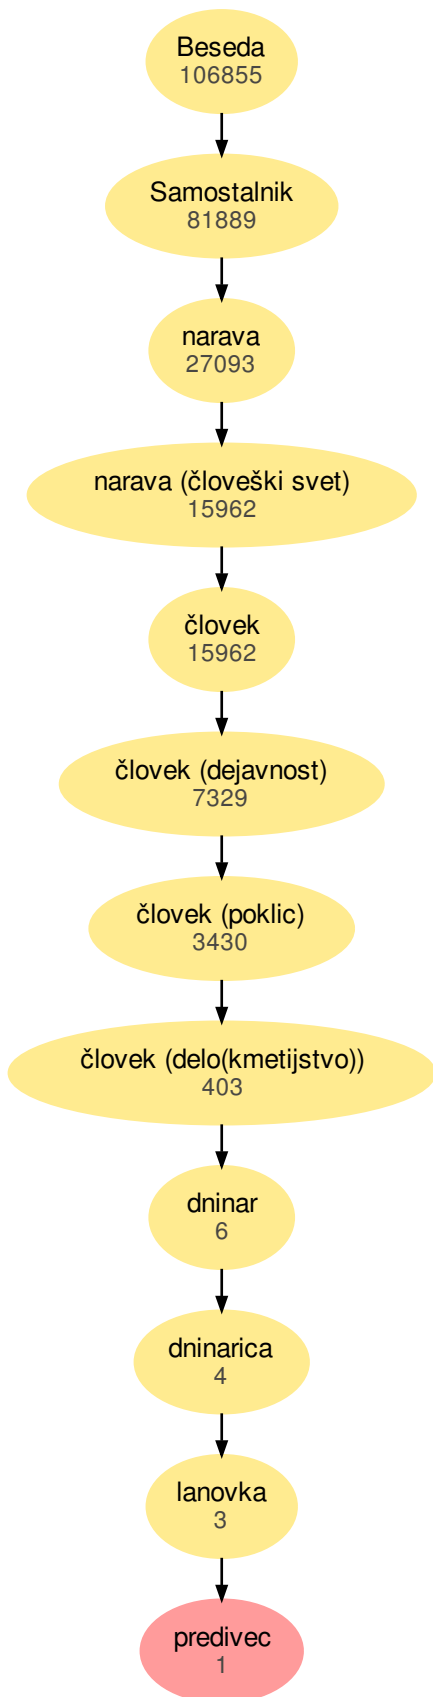 Beseda
106855
Samostalnik
81889
narava
27093
narava (človeški svet)
15962
človek
15962
človek (dejavnost)
7329
človek (poklic)
3430
človek (delo(kmetijstvo))
403
dninar
6
dninarica
4
lanovka
3
predivec
1